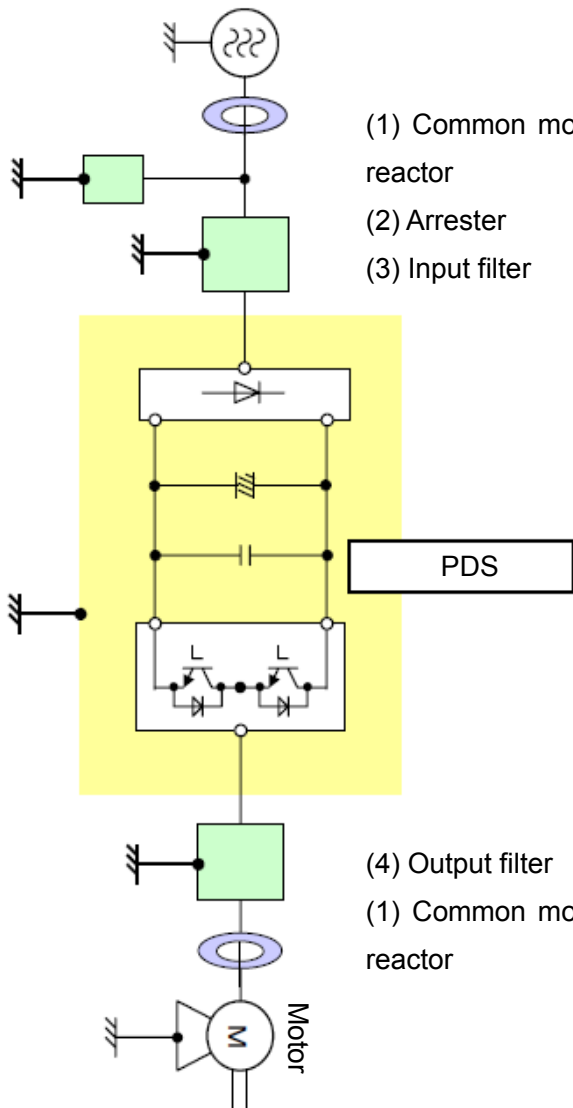 (1) Common mo
reactor
(2) Arrester
(3) Input filter
PDS
(4) Output filter
(1) Common mo
reactor
Motor
M